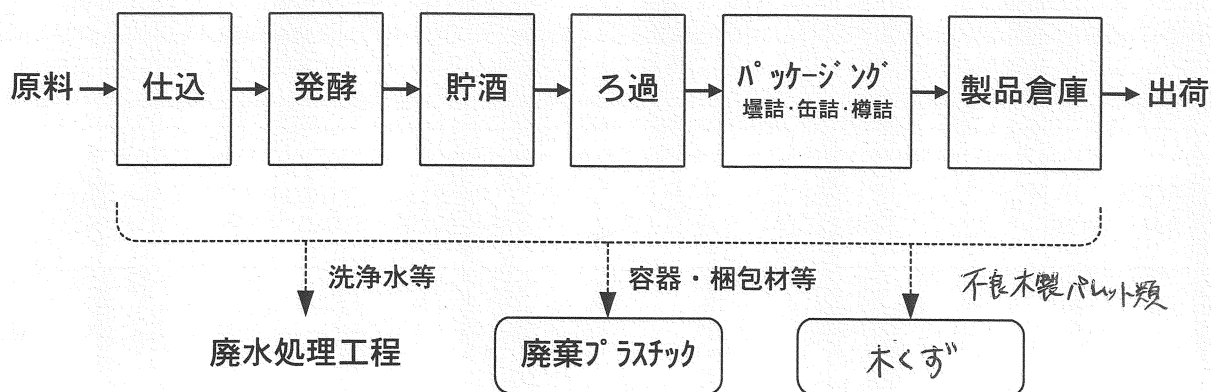 原料
仕込
発酵
貯酒
ろ過
パッケージング
壜詰・缶詰・樽詰
製品倉庫
出荷
洗浄水等
容器・梱包材等
不良木製パレット類
廃水処理工程
廃棄プラスチック
木くず